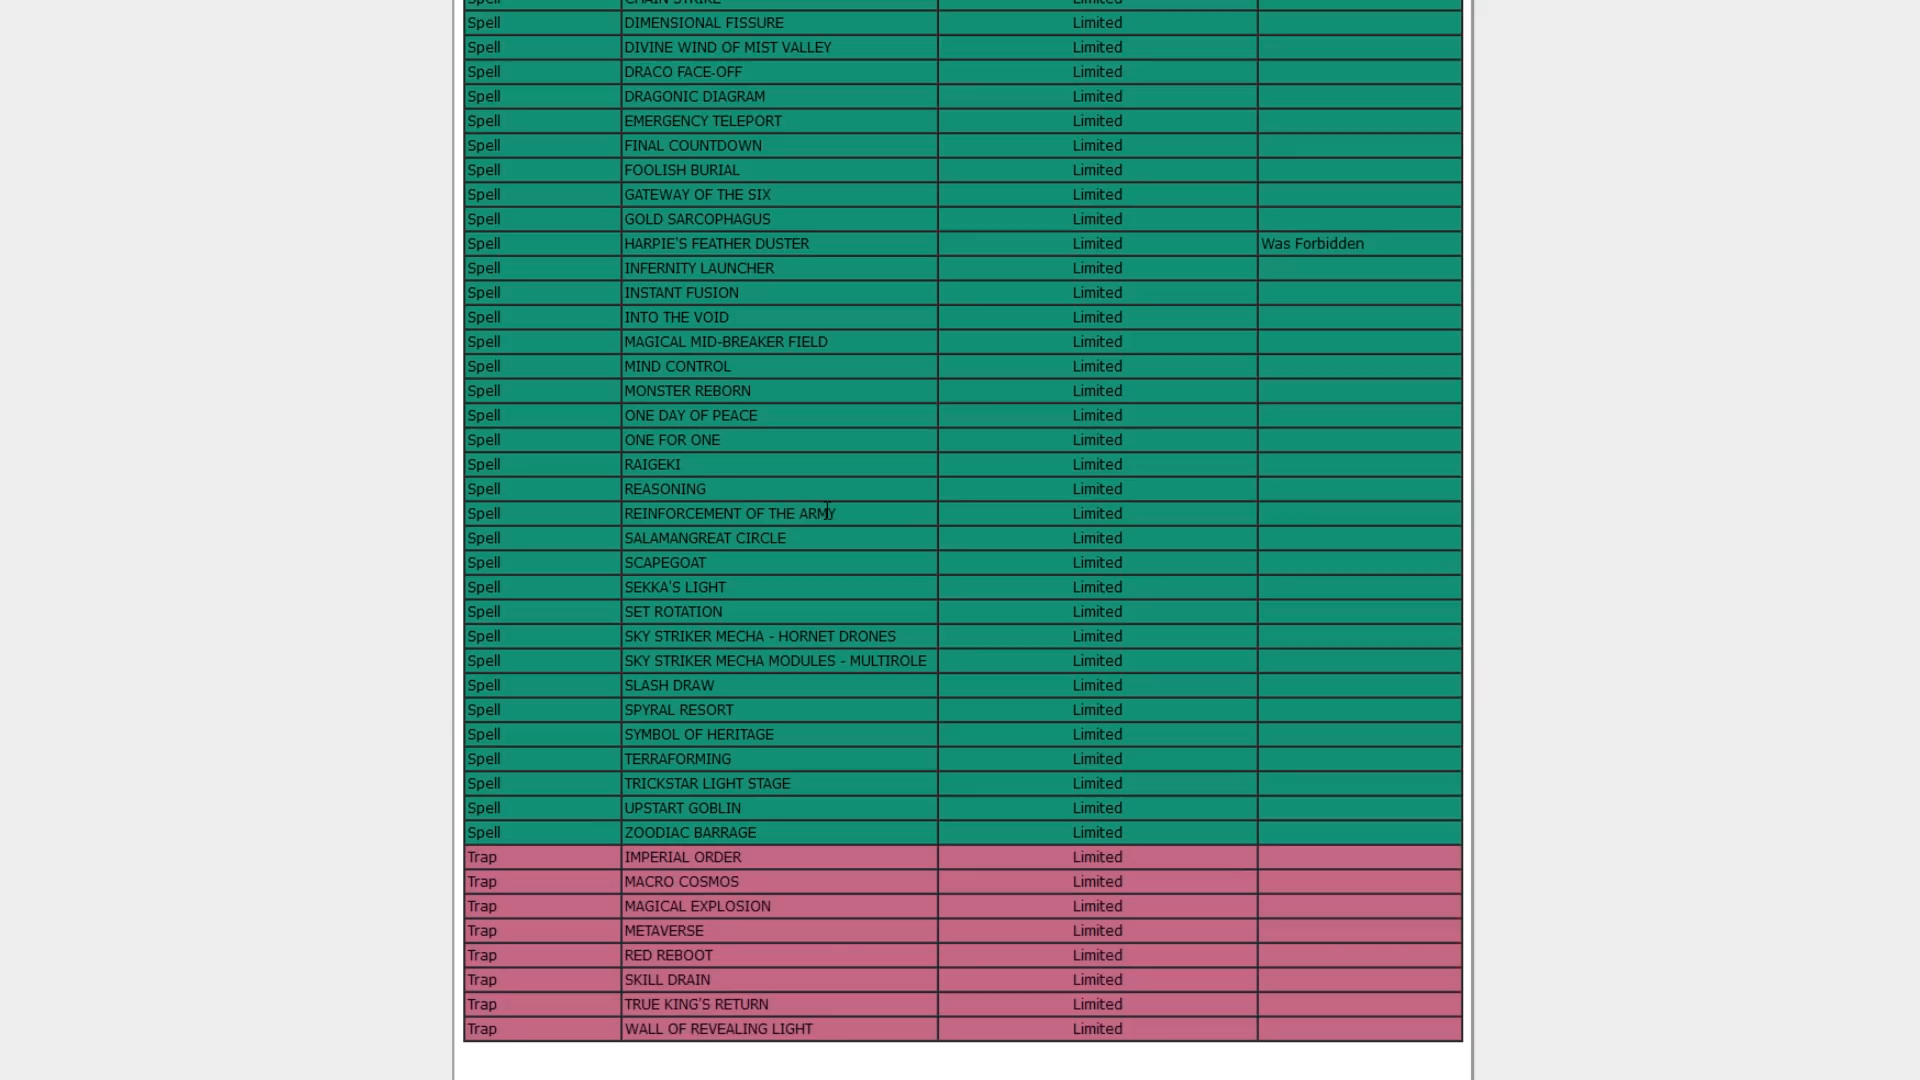 Spell CHAIN STRIKE Limited
Spell DIMENSIONAL FISSURE Limited
Spell DIVINE WIND OF MIST VALLEY Limited
Spell DRACO FACE-OFF Limited
Spell DRAGONIC DIAGRAM Limited
Spell EMERGENCY TELEPORT Limited
Spell FINAL COUNTDOWN Limited
Spell FOOLISH BURIAL Limited
Spell GATEWAY OF THE SIX Limited
Spell GOLD SARCOPHAGUS Limited
Spell HARPIE'S FEATHER DUSTER Limited Was Forbidden
Spell INFERNITY LAUNCHER Limited
Spell INSTANT FUSION Limited
Spell INTO THE VOID Limited
Spell MAGICAL MID-BREAKER FIELD Limited
Spell MIND CONTROL Limited
Spell MONSTER REBORN Limited
Spell ONE DAY OF PEACE Limited
Spell ONE FOR ONE Limited
Spell RAIGEKI Limited
Spell REASONING Limited
Spell REINFORCEMENT OF THE ARMY Limited
Spell SALAMANGREAT CIRCLE Limited
Spell SCAPEGOAT Limited
Spell SEKKA'S LIGHT Limited
Spell SET ROTATION Limited
Spell SKY STRIKER MECHA - HORNET DRONES Limited
Spell SKY STRIKER MECHA MODULES - MULTIROLE Limited
Spell SLASH DRAW Limited
Spell SPYRAL RESORT Limited
Spell SYMBOL OF HERITAGE Limited
Spell TERRAFORMING Limited
Spell TRICKSTAR LIGHT STAGE Limited
Spell UPSTART GOBLIN Limited
Spell ZOODIAC BARRAGE Limited
Trap IMPERIAL ORDER Limited
Trap MACRO COSMOS Limited
Trap MAGICAL EXPLOSION Limited
Trap METAVERSE Limited
Trap RED REBOOT Limited
Trap SKILL DRAIN Limited
Trap TRUE KING'S RETURN Limited
Trap WALL OF REVEALING LIGHT Limited